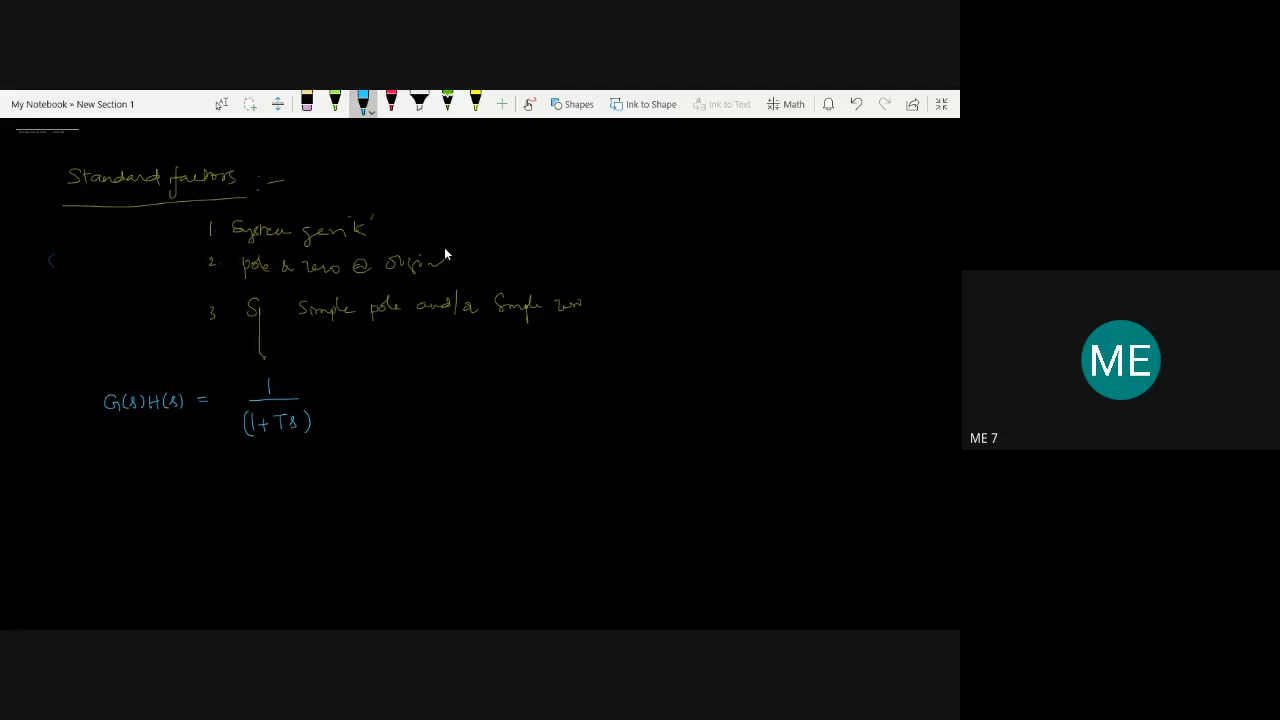 My Notebook » New Section 1
Shapes
Ink to Shape
Ink to Text
Math
Standard factors :-
1. System gain 'K'
2. pole & zero @ origin
3 S Simple pole and/or Simple zero
G(s)H(s) = 1
(1+Ts)
ME
ME 7